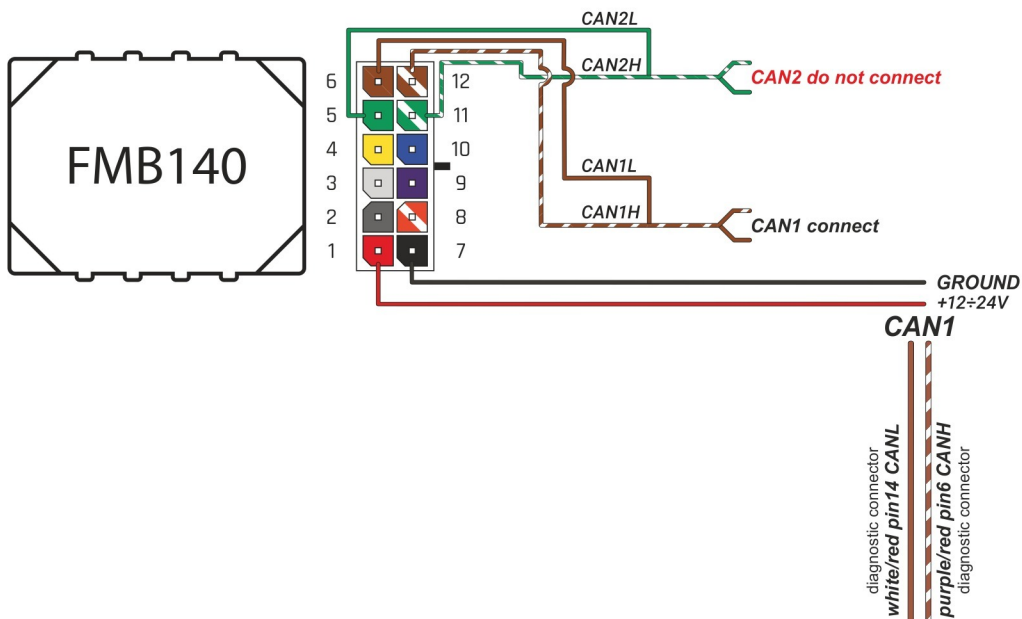 CAN2L
CAN2H
CAN2 do not connect
FMB140
6
12
5
11
4
10
3
9
2
8
1
7
CAN1L
CAN1H
CAN1 connect
GROUND
+12÷24V
CAN1
diagnostic connector
white/red pin14 CANL
purple/red pin6 CANH
diagnostic connector